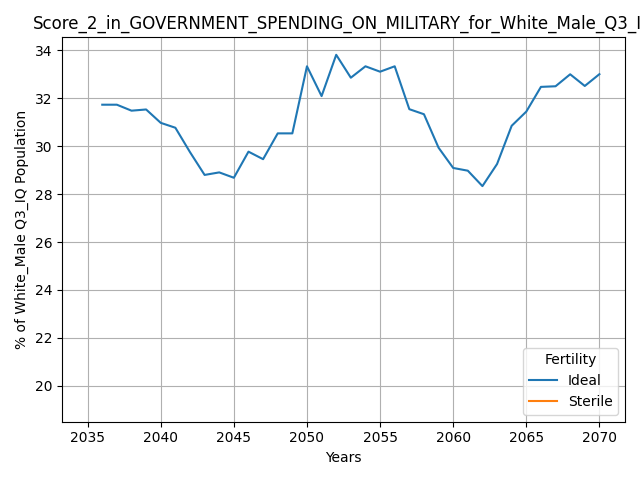 Score_2_in_GOVERNMENT_SPENDING_ON_MILITARY_for_White_Male_Q3_I
34
32
30
28
26
24
22
20
% of White_Male Q3_IQ Population
2035 2040 2045 2050 2055 2060 2065 2070
Years
Fertility
Ideal
Sterile